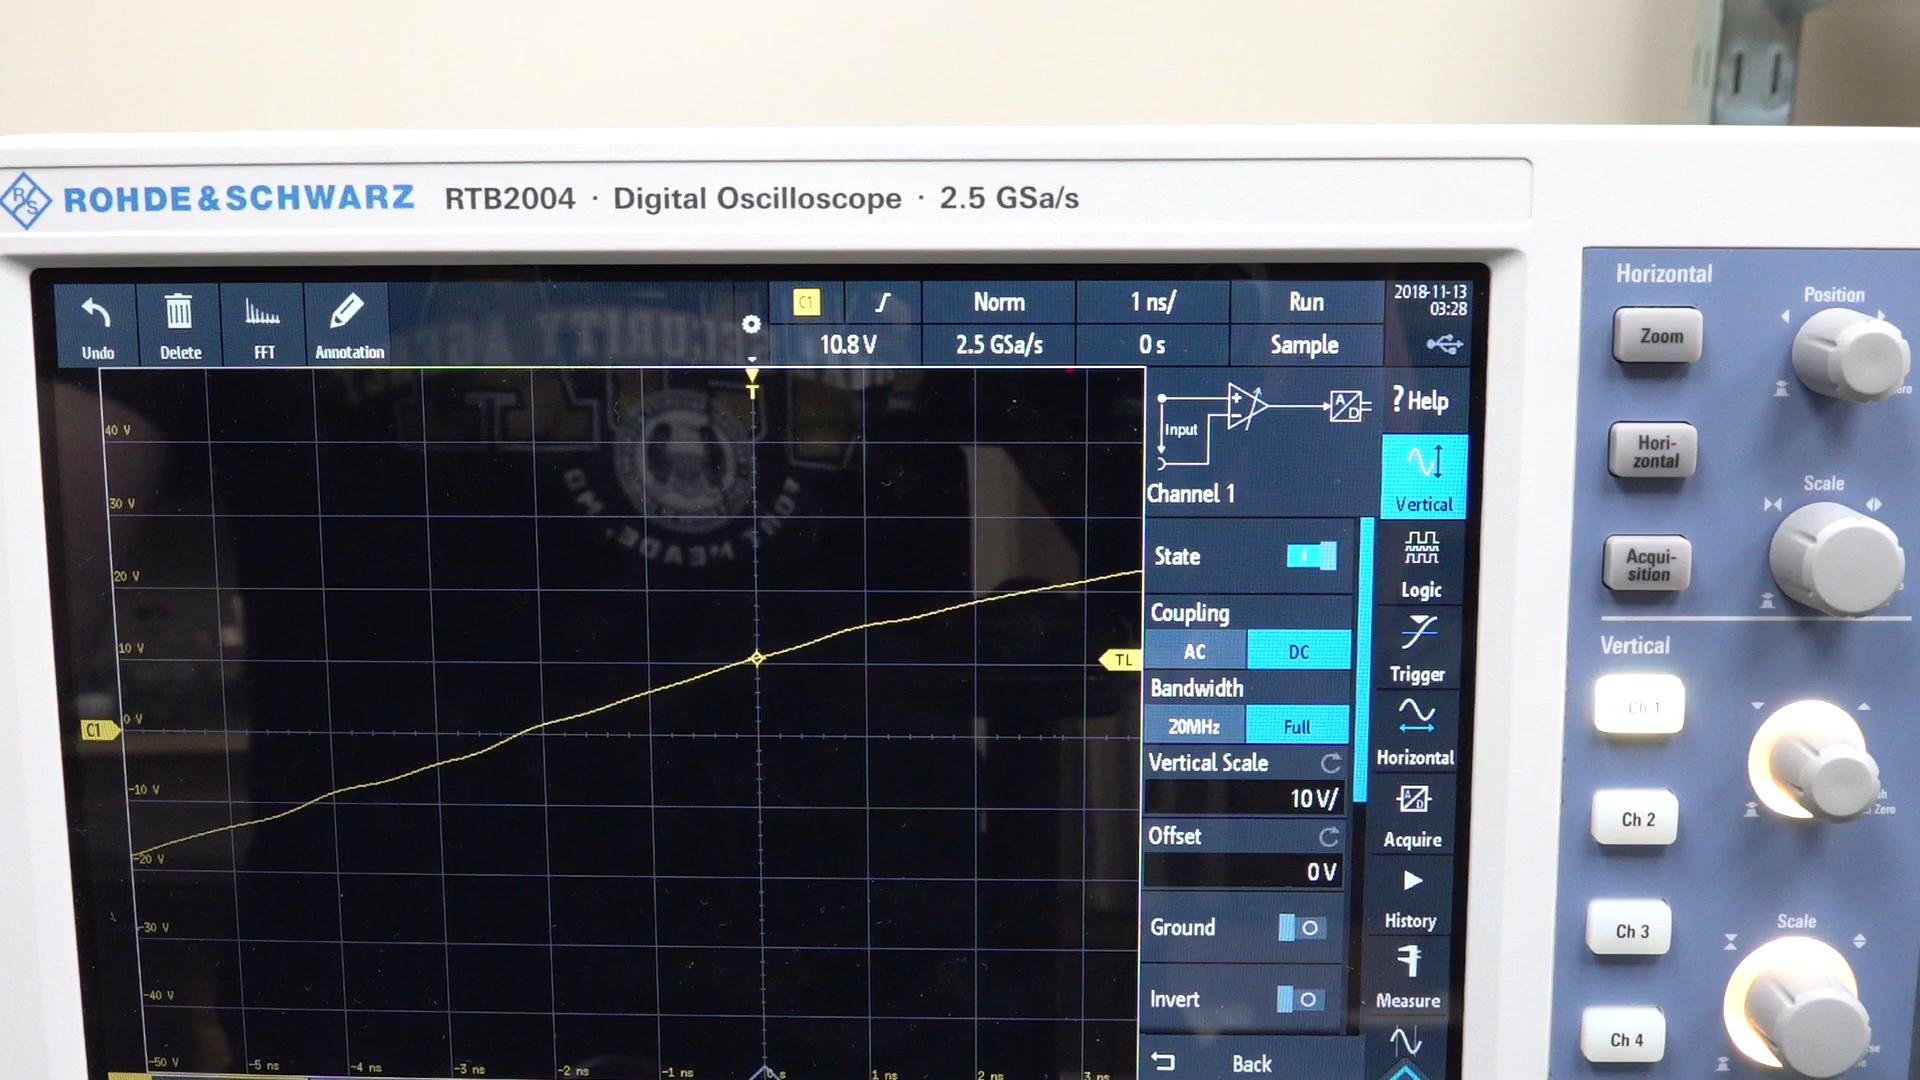 ROHDE & SCHWARZ RTB2004 · Digital Oscilloscope · 2.5 GSa/s
Undo
Delete
FFT
Annotation
C1 Norm 1 ns/ Run
10.8 V 2.5 GSa/s 0 s Sample
2018-11-13
03:28
T
40 V
30 V
20 V
10 V
0 V
-10 V
-20 V
-30 V
-40 V
-50 V
C1
TL
-5 ns
-4 ns
-3 ns
-2 ns
-1 ns
0 s
1 ns
2 ns
3 ns
Input
A/D
Channel 1
State
Coupling
AC DC
Bandwidth
20MHz Full
Vertical Scale
10 V/
Offset
0 V
Ground
Invert
Back
? Help
Vertical
Logic
Trigger
Horizontal
Acquire
History
Measure
Horizontal
Position
Zoom
Hori-
zontal
Scale
Acqui-
sition
Vertical
Ch 1
Ch 2
Ch 3
Scale
Ch 4